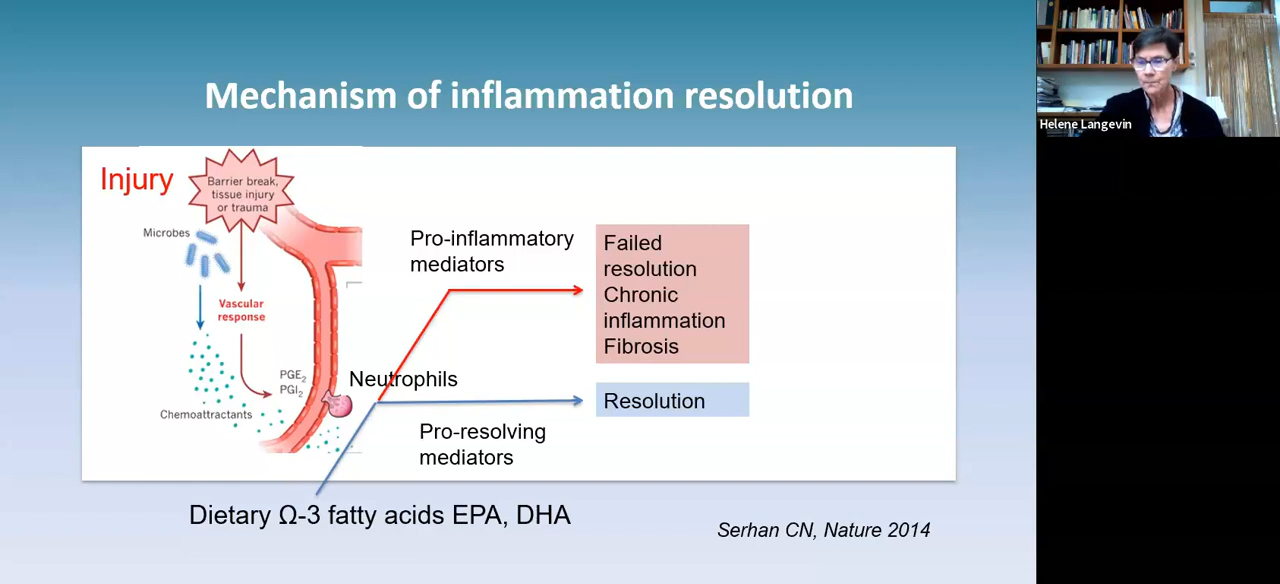 Mechanism of inflammation resolution
Helene Langevin
Injury
Barrier break,
tissue injury
or trauma
Microbes
Vascular
response
PGE2
PGI2
Chemoattractants
Neutrophils
Pro-inflammatory
mediators
Failed
resolution
Chronic
inflammation
Fibrosis
Resolution
Pro-resolving
mediators
Dietary Ω-3 fatty acids EPA, DHA
Serhan CN, Nature 2014